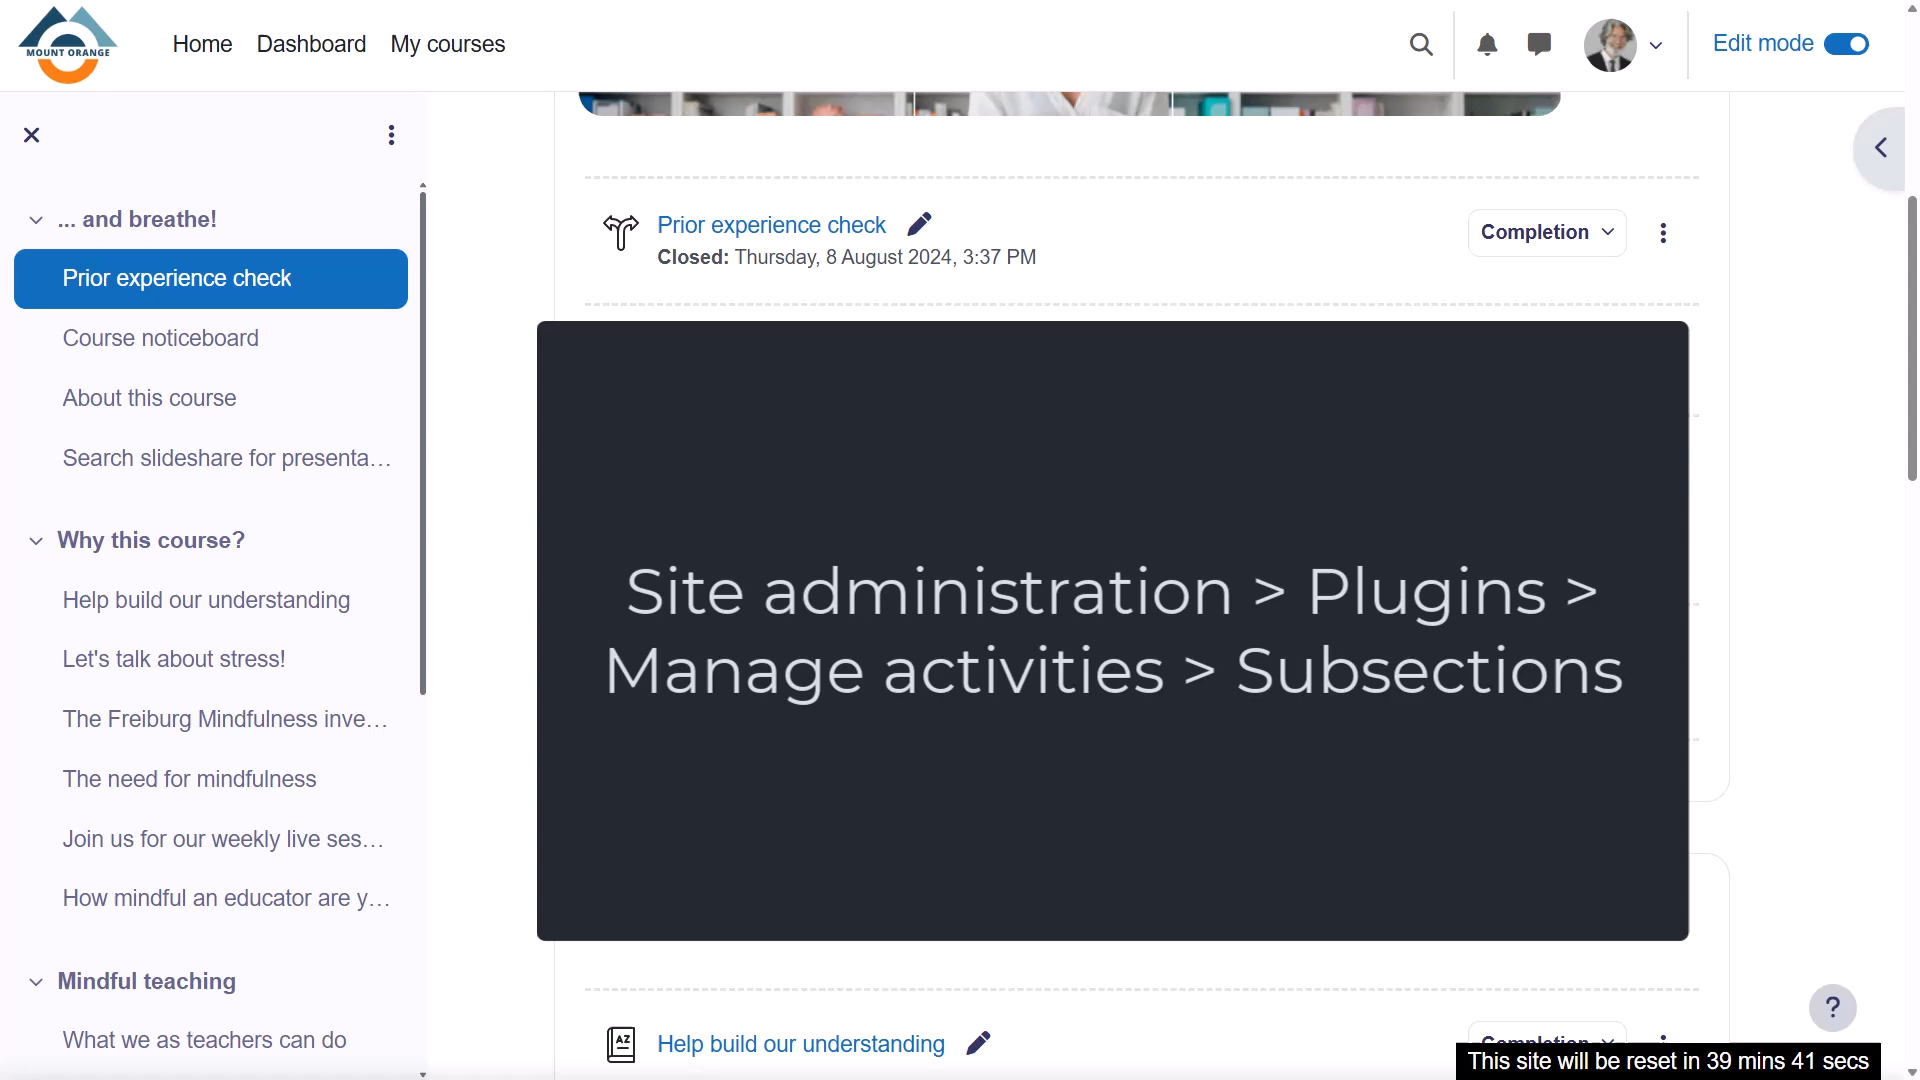 MOUNT ORANGE
Home Dashboard My courses
Edit mode
... and breathe!
Prior experience check
Course noticeboard
About this course
Search slideshare for presenta...
Why this course?
Help build our understanding
Let's talk about stress!
The Freiburg Mindfulness inve...
The need for mindfulness
Join us for our weekly live ses...
How mindful an educator are y...
Mindful teaching
What we as teachers can do
Prior experience check
Completion
Closed: Thursday, 8 August 2024, 3:37 PM
Site administration > Plugins >
Manage activities > Subsections
AZ
Help build our understanding
Completion
?
This site will be reset in 39 mins 41 secs